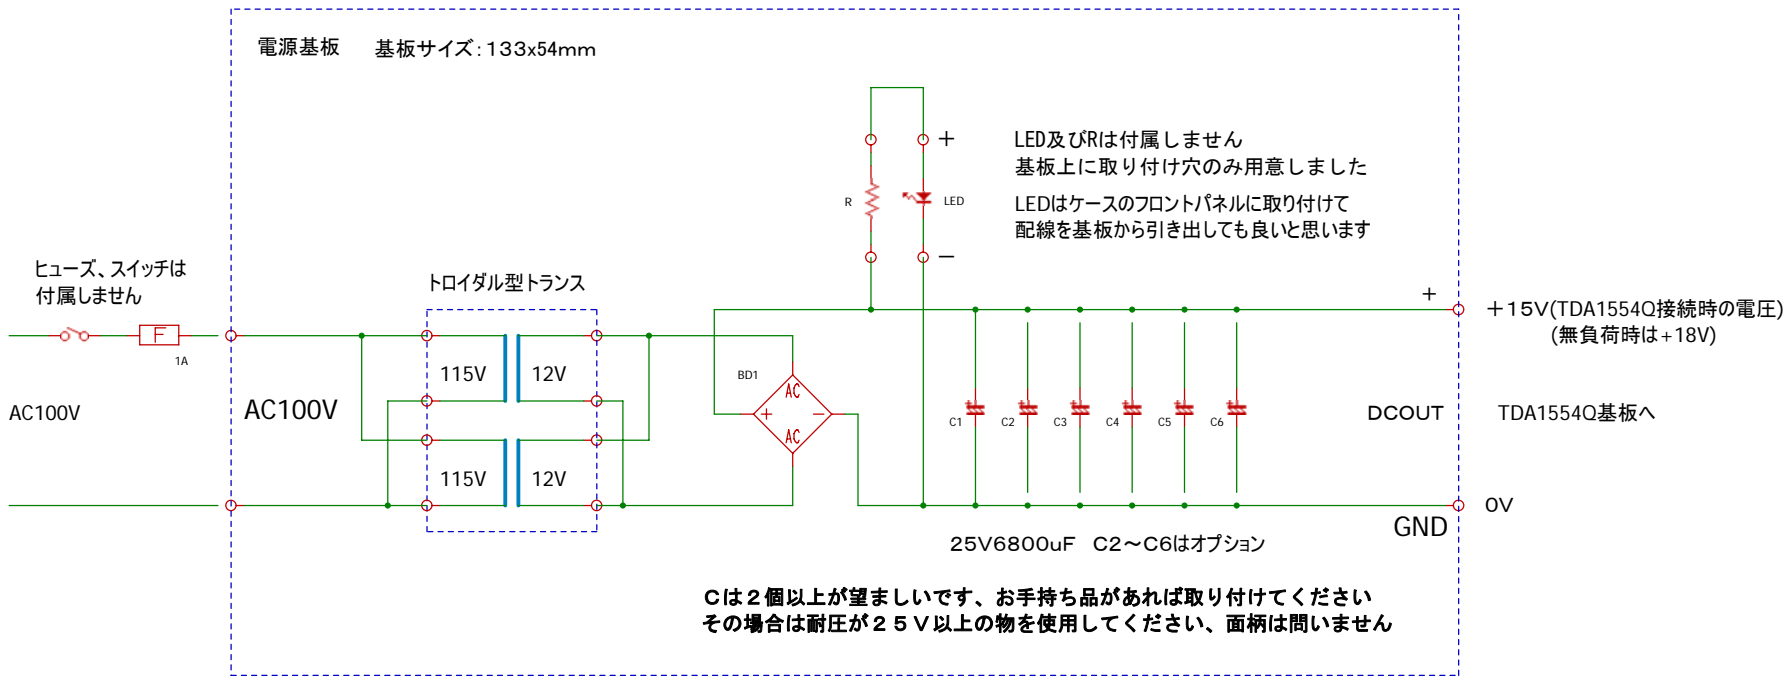 電源基板 基板サイズ:133x54mm
+
LED及びRは付属しません
基板上に取り付け穴のみ用意しました
R
LED
LEDはケースのフロントパネルに取り付けて
配線を基板から引き出しても良いと思います
−
ヒューズ、スイッチは
付属しません
トロイダル型トランス
+
+15V(TDA1554Q接続時の電圧)
(無負荷時は+18V)
F
1A
115V
12V
BD1
AC
AC100V
AC100V
+
−
C1
C2
C3
C4
C5
C6
DCOUT
TDA1554Q基板へ
AC
115V
12V
0V
GND
25V6800uF C2〜C6はオプション
Cは2個以上が望ましいです、お手持ち品があれば取り付けてください
その場合は耐圧が25V以上の物を使用してください、面柄は問いません